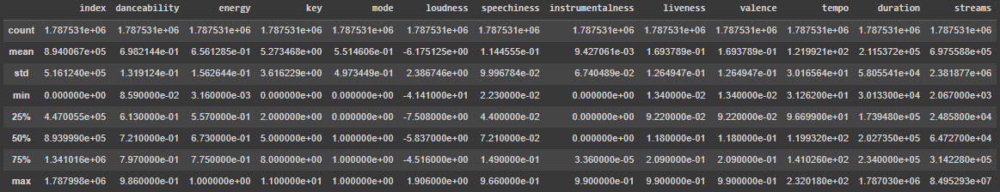 index danceability energy key mode loudness speechiness instrumentalness liveness valence tempo duration streams
count 1.787531e+06 1.787531e+06 1.787531e+06 1.787531e+06 1.787531e+06 1.787531e+06 1.787531e+06 1.787531e+06 1.787531e+06 1.787531e+06 1.787531e+06 1.787531e+06 1.787531e+06
mean 8.940067e+05 6.982144e-01 6.561285e-01 5.273468e+00 5.514606e-01 -6.175125e+00 1.144555e-01 9.427061e-03 1.693789e-01 1.693789e-01 1.219921e+02 2.115372e+05 6.975588e+05
std 5.161240e+05 1.319124e-01 1.562644e-01 3.616229e+00 4.973449e-01 2.386746e+00 9.996784e-02 6.740489e-02 1.264947e-01 1.264947e-01 3.016564e+01 5.805541e+04 2.381877e+06
min 0.000000e+00 8.590000e-02 3.160000e-03 0.000000e+00 0.000000e+00 -4.141000e+01 2.230000e-02 0.000000e+00 1.340000e-02 1.340000e-02 3.126200e+01 3.013300e+04 2.067000e+03
25% 4.470055e+05 6.130000e-01 5.570000e-01 2.000000e+00 0.000000e+00 -7.508000e+00 4.400000e-02 0.000000e+00 9.220000e-02 9.220000e-02 9.669900e+01 1.739480e+05 2.485800e+04
50% 8.939990e+05 7.210000e-01 6.730000e-01 5.000000e+00 1.000000e+00 -5.837000e+00 7.210000e-02 0.000000e+00 1.180000e-01 1.180000e-01 1.199320e+02 2.027350e+05 6.472700e+04
75% 1.341016e+06 7.970000e-01 7.750000e-01 8.000000e+00 1.000000e+00 -4.516000e+00 1.490000e-01 3.360000e-05 2.090000e-01 2.090000e-01 1.410260e+02 2.340000e+05 3.142280e+05
max 1.787998e+06 9.860000e-01 1.000000e+00 1.100000e+01 1.000000e+00 1.906000e+00 9.660000e-01 9.900000e-01 9.900000e-01 9.900000e-01 2.320180e+02 1.787030e+06 8.495293e+07